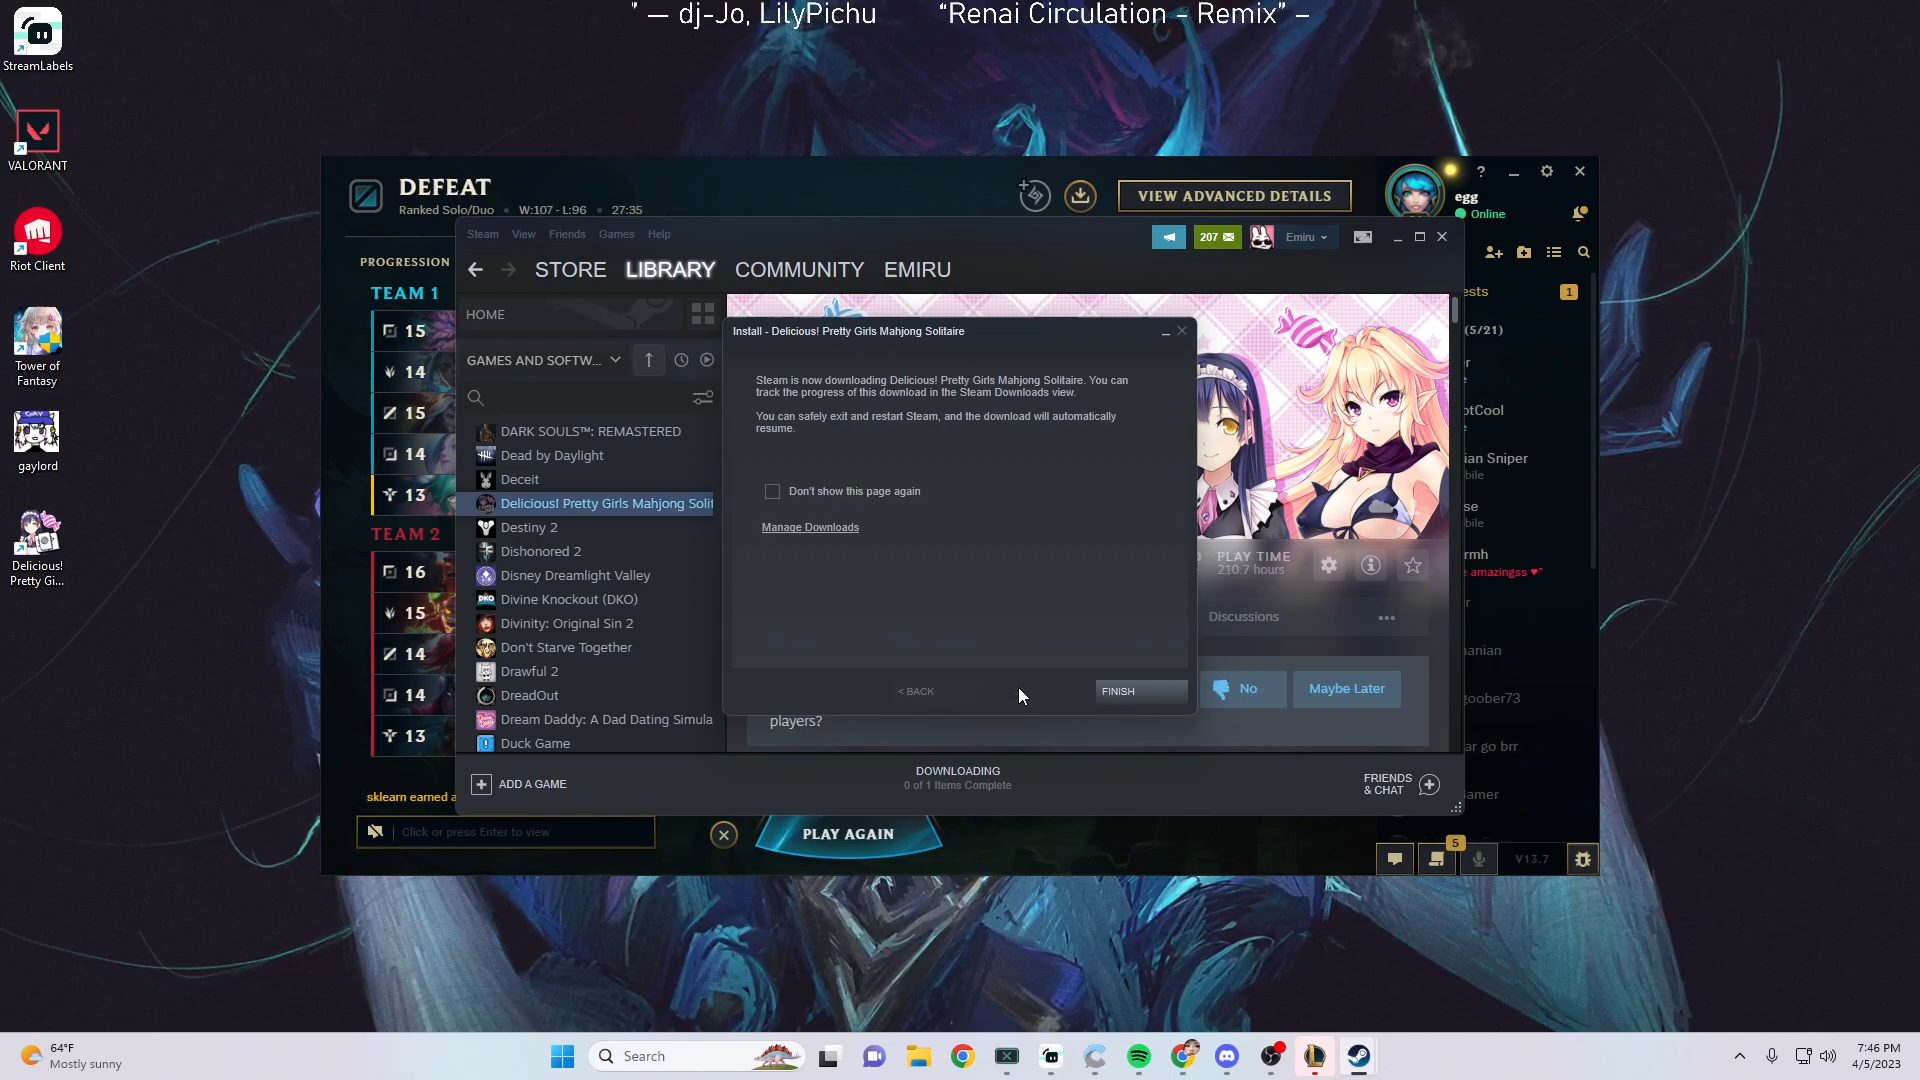 ” — dj-Jo, LilyPichu “Renai Circulation - Remix” –
StreamLabels
VALORANT
Riot Client
Tower of
Fantasy
GAY
gaylord
Delicious!
Pretty Gi...
DEFEAT
Ranked Solo/Duo • W:107 - L:96 • 27:35
VIEW ADVANCED DETAILS
?
egg
Online
PROGRESSION
TEAM 1
15
14
15
14
13
TEAM 2
16
15
14
14
13
sklearn earned a
Click or press Enter to view
PLAY AGAIN
Steam View Friends Games Help
207
Emiru
STORE LIBRARY COMMUNITY EMIRU
HOME
GAMES AND SOFTW...
DARK SOULS™: REMASTERED
Dead by Daylight
Deceit
Delicious! Pretty Girls Mahjong Solit
Destiny 2
Dishonored 2
Disney Dreamlight Valley
DKO
Divine Knockout (DKO)
Divinity: Original Sin 2
Don't Starve Together
Drawful 2
DreadOut
Dream Daddy: A Dad Dating Simula
Duck Game
Install - Delicious! Pretty Girls Mahjong Solitaire
Steam is now downloading Delicious! Pretty Girls Mahjong Solitaire. You can
track the progress of this download in the Steam Downloads view.
You can safely exit and restart Steam, and the download will automatically
resume.
Don't show this page again
Manage Downloads
< BACK
FINISH
PLAY TIME
210.7 hours
Discussions
No
Maybe Later
players?
ADD A GAME
DOWNLOADING
0 of 1 Items Complete
FRIENDS
& CHAT
ests
1
(5/21)
otCool
ian Sniper
bile
se
bile
rmh
e amazingss ♥”
anian
goober73
ar go brr
amer
5
V13.7
64°F
Mostly sunny
Search
7:46 PM
4/5/2023